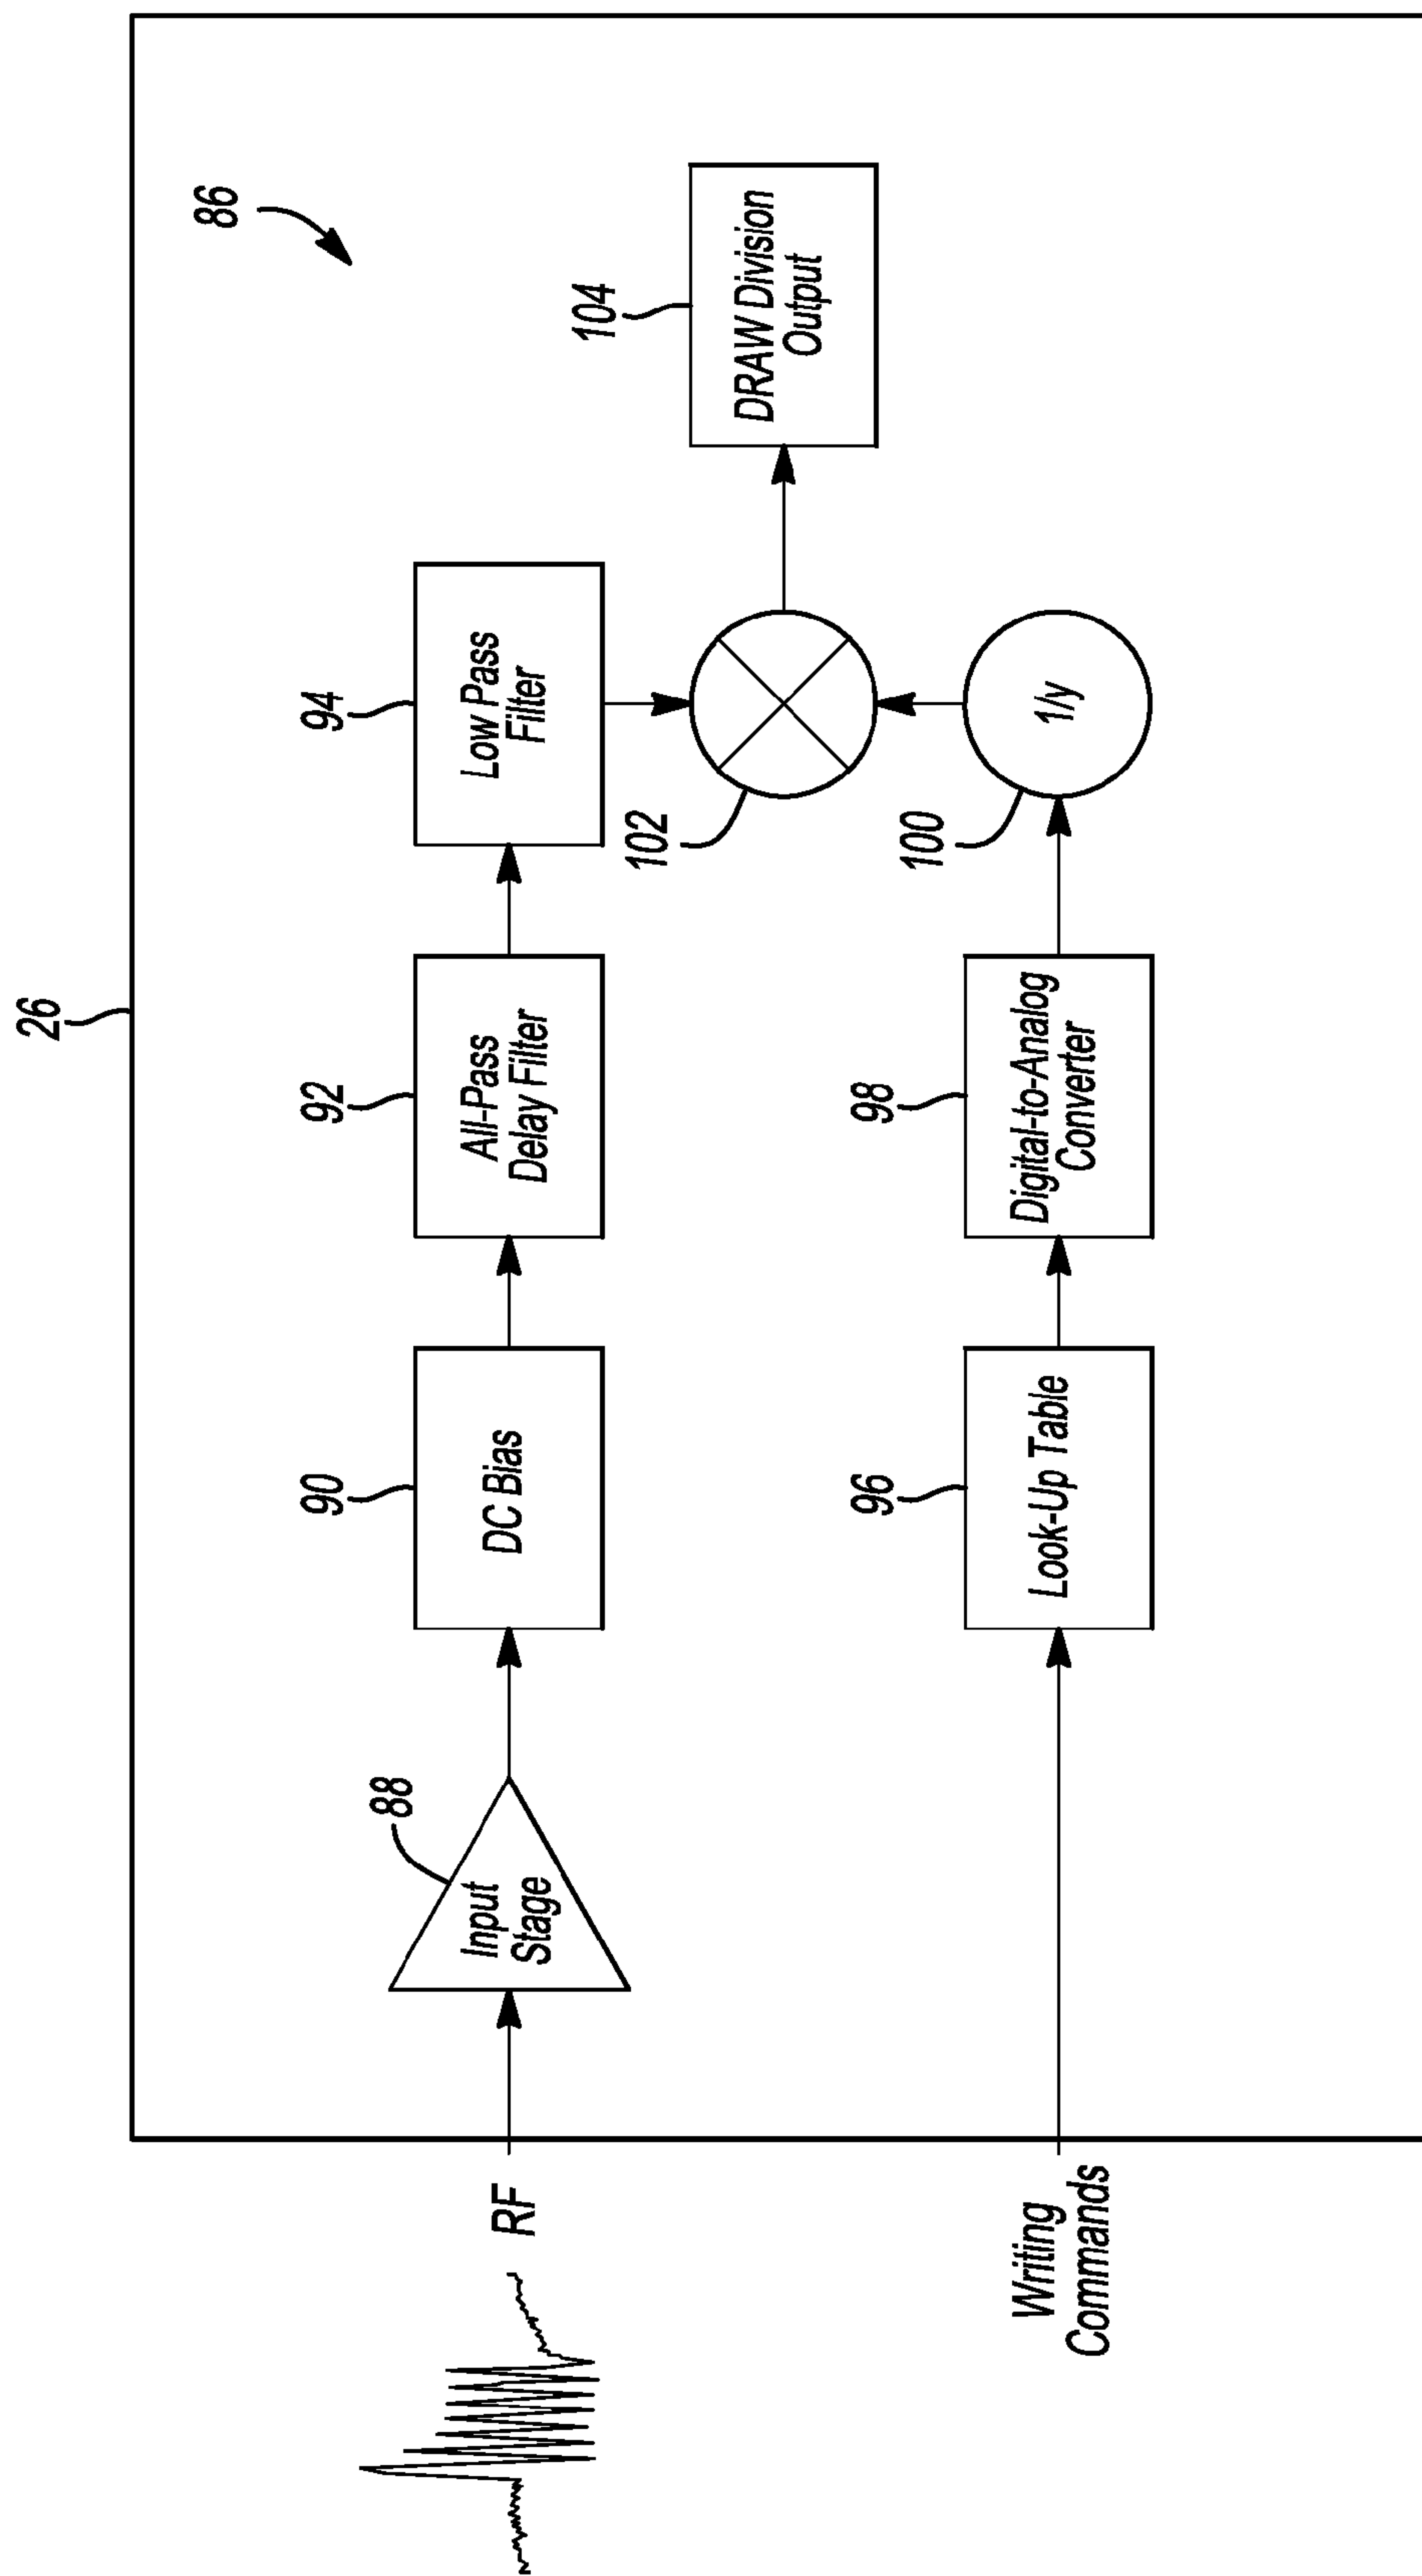 26
86
88
90
92
94
RF
Input
Stage
DC Bias
All-Pass
Delay Filter
Low Pass
Filter
102
104
DRAW Division
Output
96
98
100
Writing
Commands
Look-Up Table
Digital-to-Analog
Converter
1/y